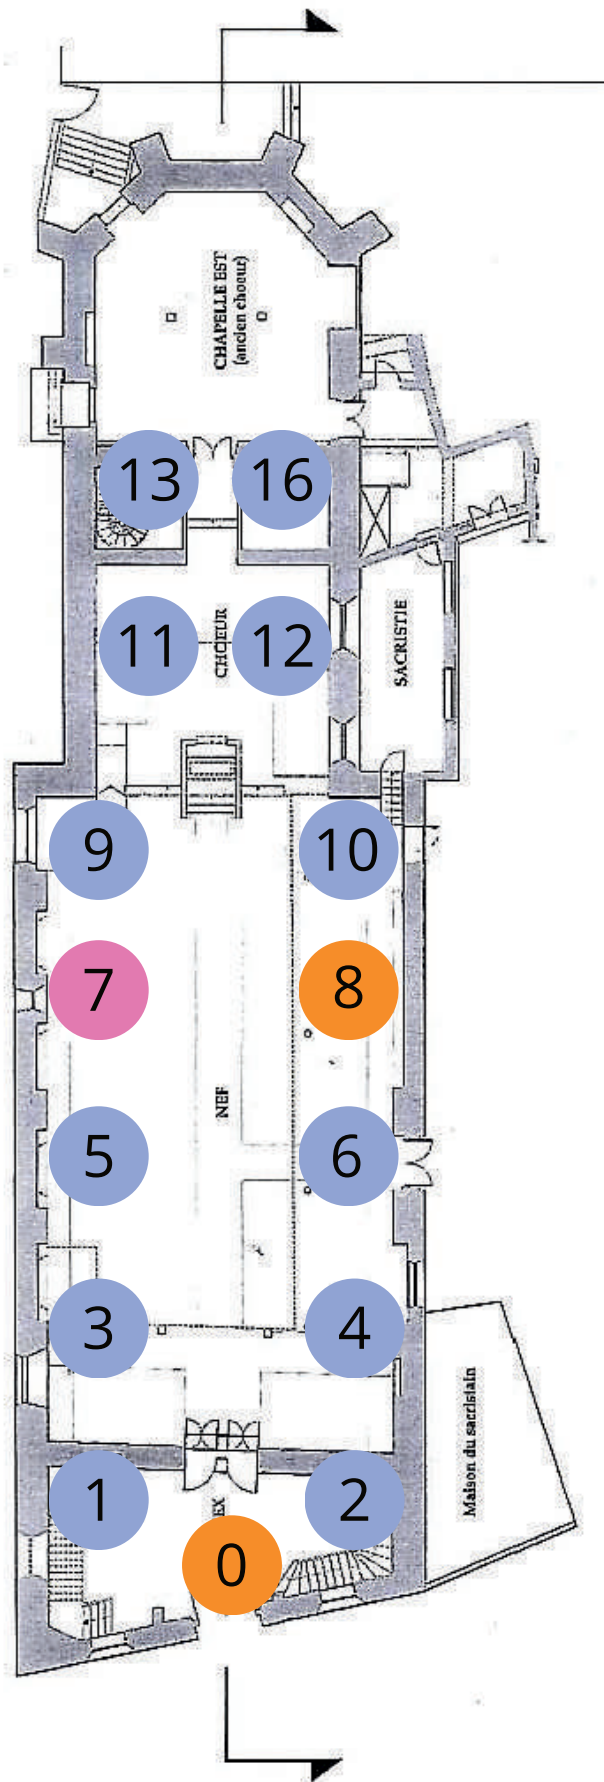 CHAPELLE EST
(ancien choeur)
13
16
11
CHOEUR
12
SACRISTIE
9
10
7
8
NEF
5
6
3
4
Maison du sacristain
1
EX
2
0